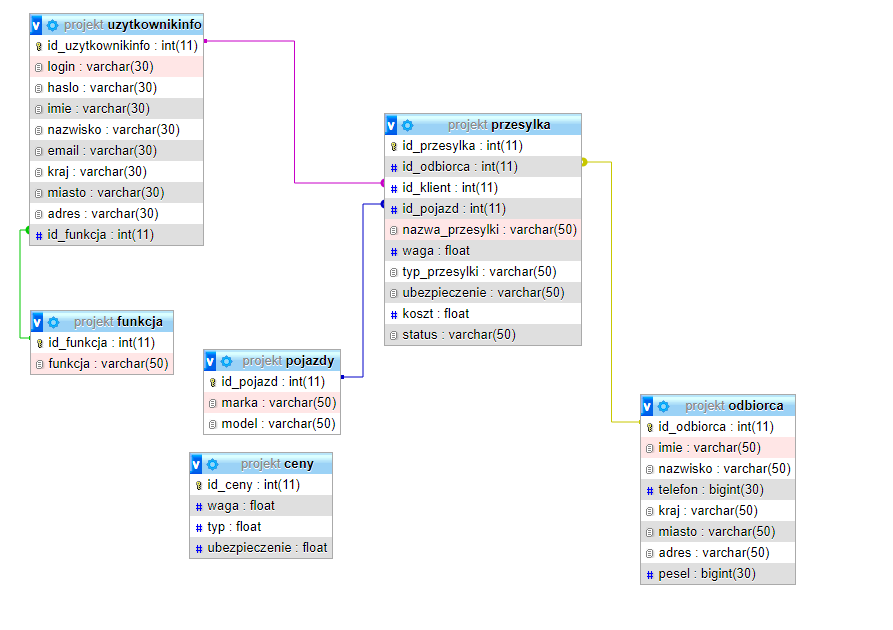 v projekt uzytkownikinfo
id_uzytkownikinfo : int(11)
login : varchar(30)
haslo : varchar(30)
imie : varchar(30)
nazwisko : varchar(30)
email : varchar(30)
kraj : varchar(30)
miasto : varchar(30)
adres : varchar(30)
# id_funkcja : int(11)
v projekt funkcja
id_funkcja : int(11)
funkcja : varchar(50)
v projekt pojazdy
id_pojazd : int(11)
marka : varchar(50)
model : varchar(50)
v projekt ceny
id_ceny : int(11)
# waga : float
# typ : float
# ubezpieczenie : float
v projekt przesylka
id_przesylka : int(11)
# id_odbiorca : int(11)
# id_klient : int(11)
# id_pojazd : int(11)
nazwa_przesylki : varchar(50)
# waga : float
typ_przesylki : varchar(50)
ubezpieczenie : varchar(50)
# koszt : float
status : varchar(50)
v projekt odbiorca
id_odbiorca : int(11)
imie : varchar(50)
nazwisko : varchar(50)
# telefon : bigint(30)
kraj : varchar(50)
miasto : varchar(50)
adres : varchar(50)
# pesel : bigint(30)